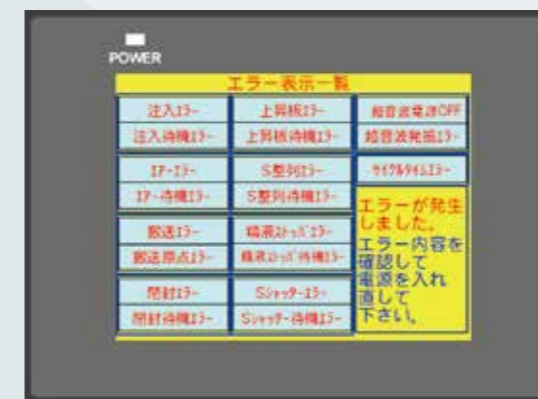 POWER
エラー表示一覧
注入ｴﾗｰ
注入待機ｴﾗｰ
上昇板ｴﾗｰ
上昇板待機ｴﾗｰ
超音波電源OFF
超音波発振ｴﾗｰ
ｴｱｰｴﾗｰ
ｴｱｰ待機ｴﾗｰ
S整列ｴﾗｰ
S整列待機ｴﾗｰ
ｻｲｸﾙﾀｲﾑｴﾗｰ
搬送ｴﾗｰ
搬送原点ｴﾗｰ
精液ｽﾄｯﾊﾟｴﾗｰ
精液ｽﾄｯﾊﾟ待機ｴﾗｰ
閉封ｴﾗｰ
閉封待機ｴﾗｰ
Sｼｬｯﾀｰｴﾗｰ
Sｼｬｯﾀｰ待機ｴﾗｰ
エラーが発生
しました。
エラー内容を
確認して
電源を入れ
直して
下さい。